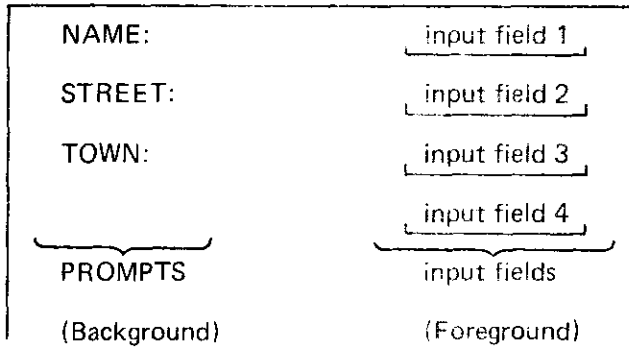 NAME: input field 1
STREET: input field 2
TOWN: input field 3
input field 4
PROMPTS input fields
(Background) (Foreground)